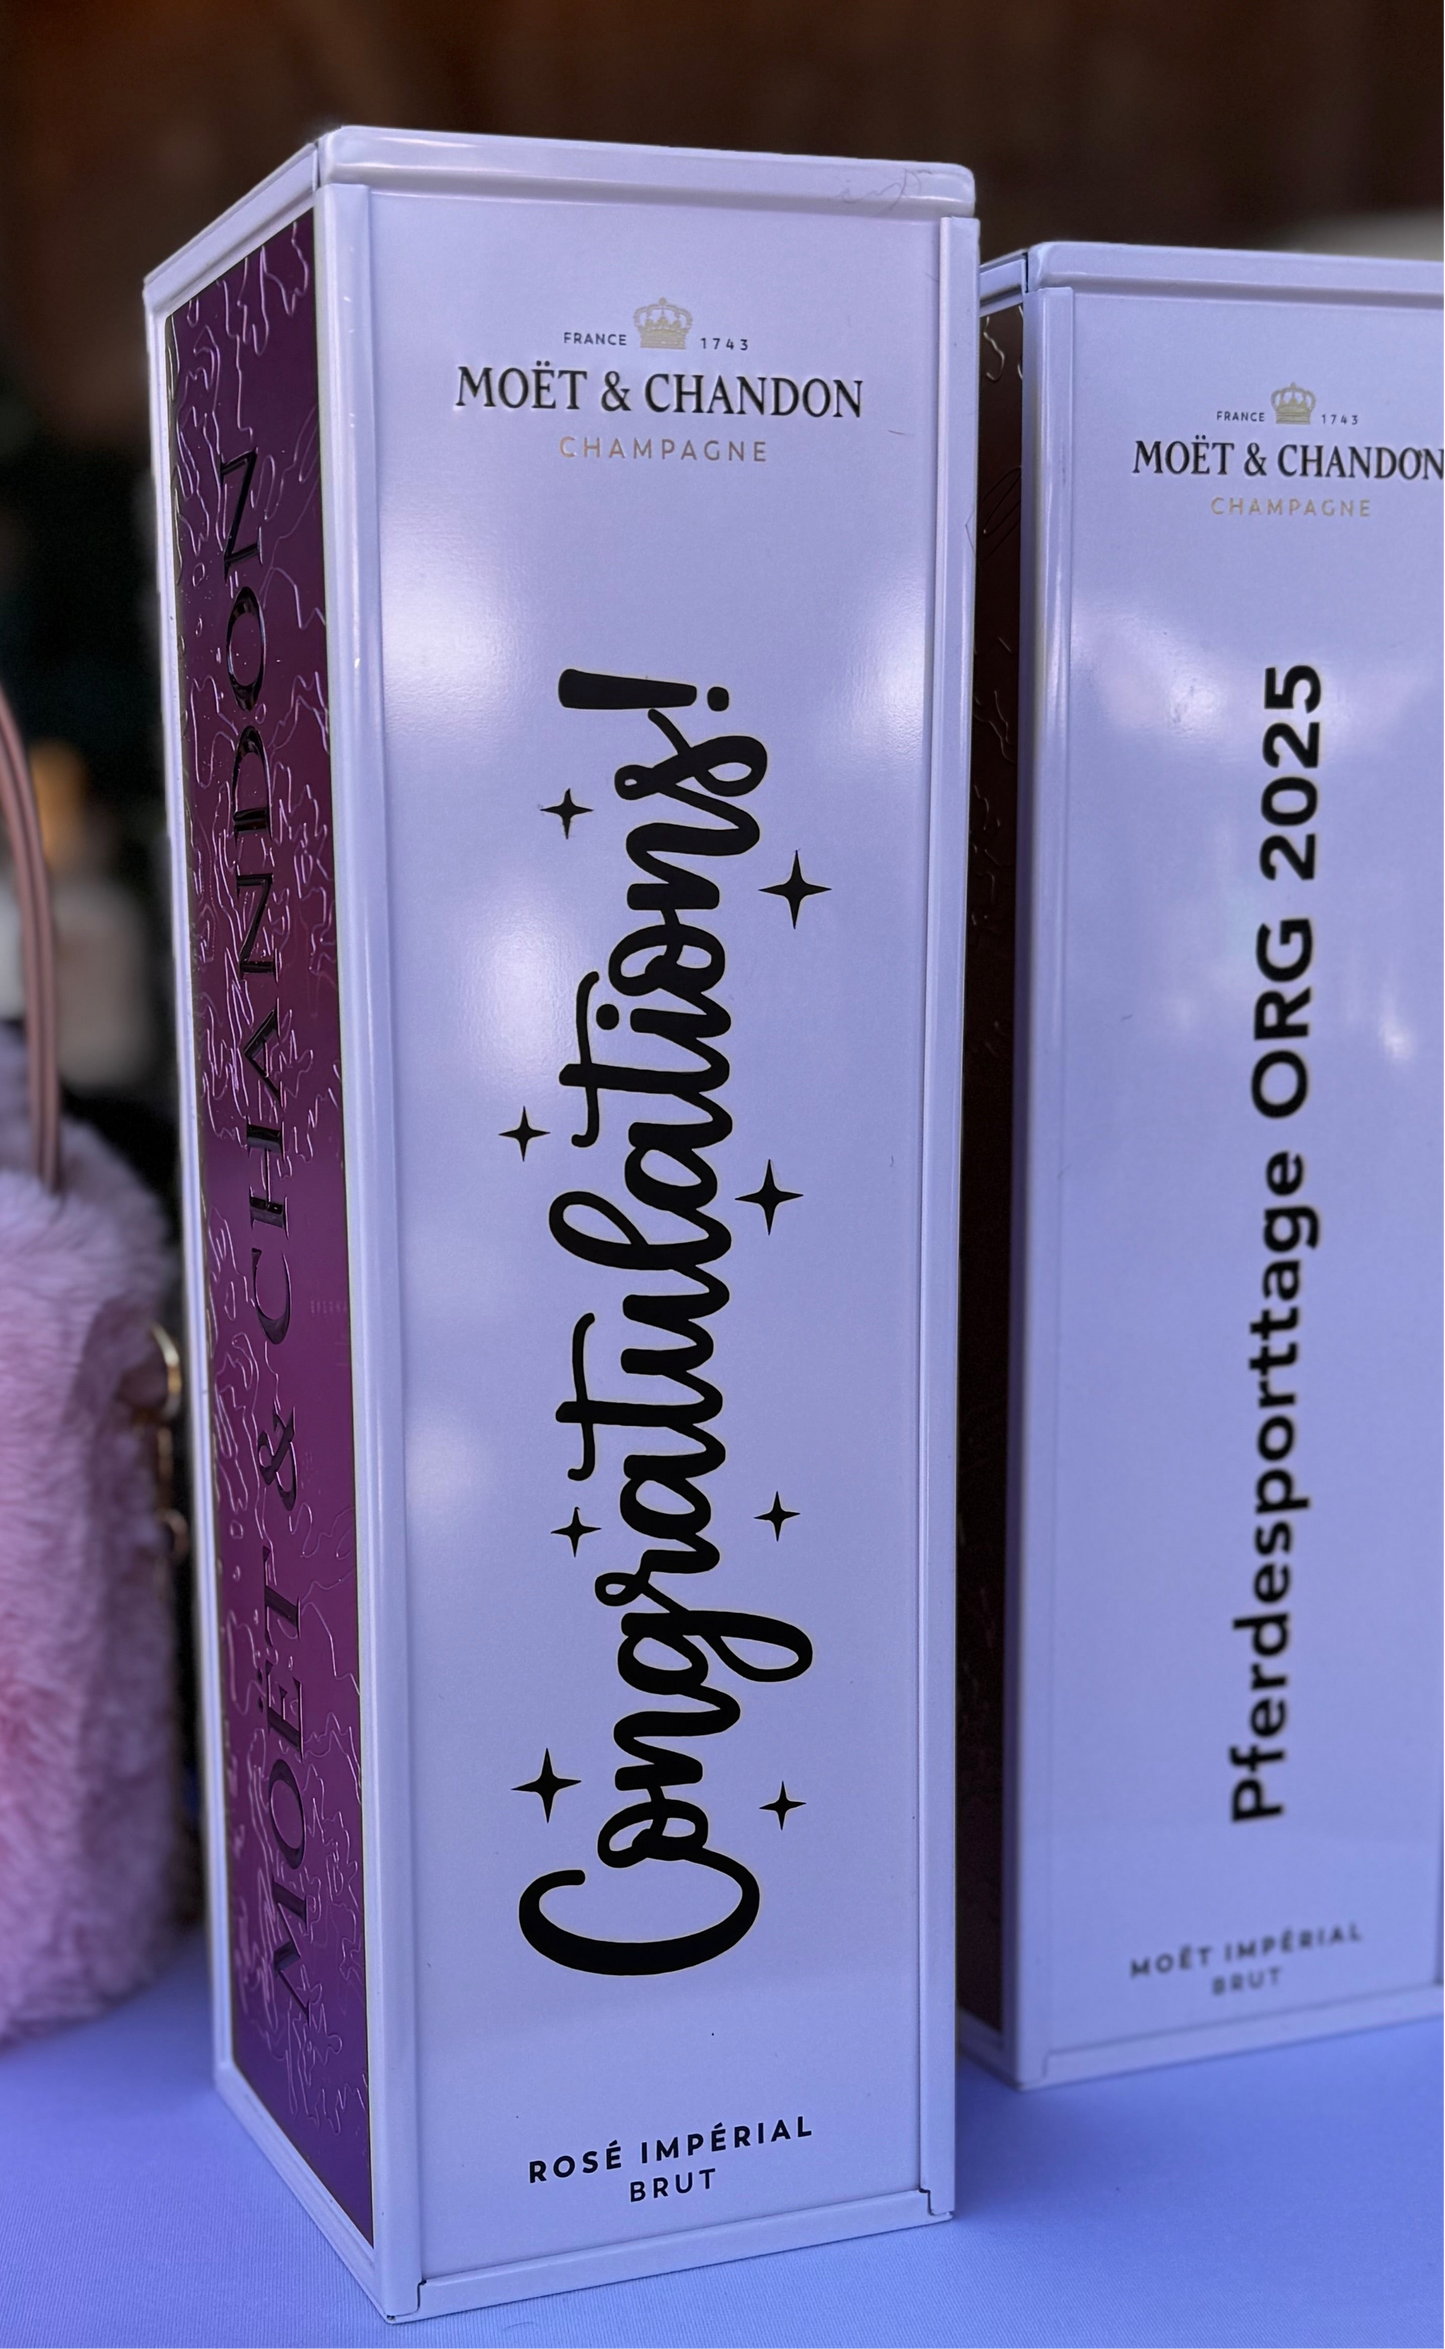 FRANCE 1743
MOËT & CHANDON
CHAMPAGNE
Congratulations!
ROSÉ IMPÉRIAL
BRUT
MOËT & CHANDON
FRANCE 1743
MOËT & CHANDON
CHAMPAGNE
Pferdesporttage ORG 2025
MOËT IMPÉRIAL
BRUT